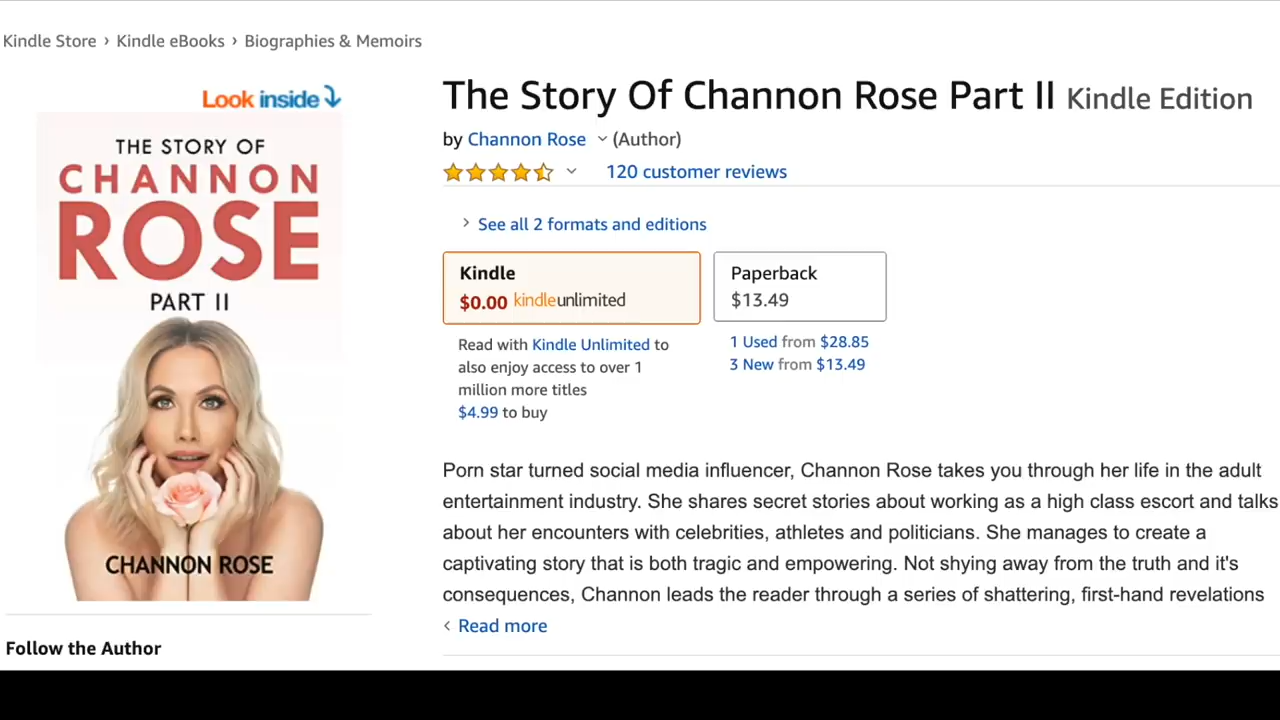 Kindle Store › Kindle eBooks › Biographies & Memoirs
Look inside
THE STORY OF
CHANNON
ROSE
PART II
CHANNON ROSE
Follow the Author
The Story Of Channon Rose Part II Kindle Edition
by Channon Rose (Author)
120 customer reviews
See all 2 formats and editions
Kindle
$0.00 kindleunlimited
Read with Kindle Unlimited to
also enjoy access to over 1
million more titles
$4.99 to buy
Paperback
$13.49
1 Used from $28.85
3 New from $13.49
Porn star turned social media influencer, Channon Rose takes you through her life in the adult
entertainment industry. She shares secret stories about working as a high class escort and talks
about her encounters with celebrities, athletes and politicians. She manages to create a
captivating story that is both tragic and empowering. Not shying away from the truth and it's
consequences, Channon leads the reader through a series of shattering, first-hand revelations
Read more